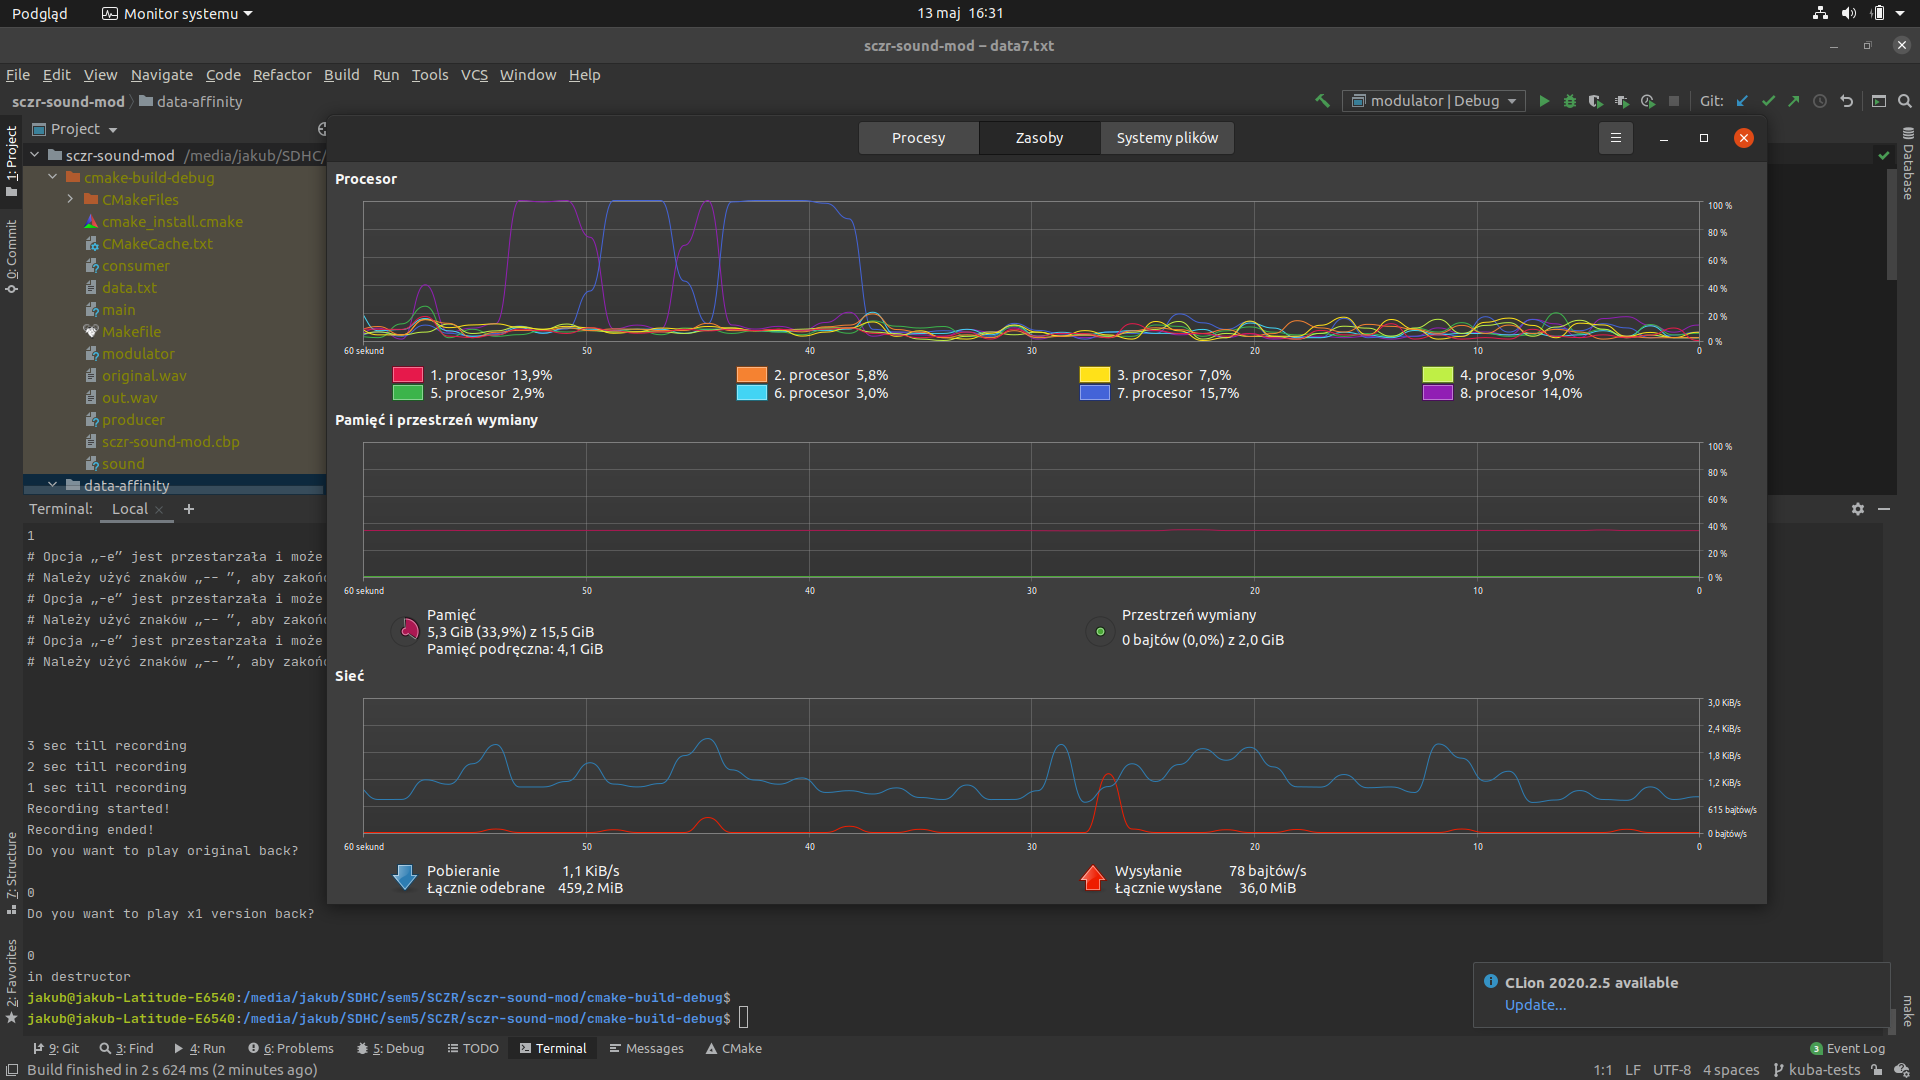 Podgląd
Monitor systemu
13 maj 16:31
sczr-sound-mod – data7.txt
File Edit View Navigate Code Refactor Build Run Tools VCS Window Help
sczr-sound-mod
data-affinity
modulator | Debug
Git:
1: Project
0: Commit
7: Structure
2: Favorites
Database
make
Project
sczr-sound-mod /media/jakub/SDHC/
cmake-build-debug
CMakeFiles
cmake_install.cmake
CMakeCache.txt
consumer
data.txt
main
Makefile
modulator
original.wav
out.wav
producer
sczr-sound-mod.cbp
sound
data-affinity
Procesy
Zasoby
Systemy plików
Procesor
100 %
80 %
60 %
40 %
20 %
0 %
60 sekund 50 40 30 20 10 0
1. procesor 13,9%
2. procesor 5,8%
3. procesor 7,0%
4. procesor 9,0%
5. procesor 2,9%
6. procesor 3,0%
7. procesor 15,7%
8. procesor 14,0%
Pamięć i przestrzeń wymiany
100 %
80 %
60 %
40 %
20 %
0 %
60 sekund 50 40 30 20 10 0
Pamięć
5,3 GiB (33,9%) z 15,5 GiB
Pamięć podręczna: 4,1 GiB
Przestrzeń wymiany
0 bajtów (0,0%) z 2,0 GiB
Sieć
3,0 KiB/s
2,4 KiB/s
1,8 KiB/s
1,2 KiB/s
615 bajtów/s
0 bajtów/s
60 sekund 50 40 30 20 10 0
Pobieranie 1,1 KiB/s
Łącznie odebrane 459,2 MiB
Wysyłanie 78 bajtów/s
Łącznie wysłane 36,0 MiB
Terminal: Local
1
# Opcja „-e” jest przestarzała i może
# Należy użyć znaków „-- ”, aby zakoń
# Opcja „-e” jest przestarzała i może
# Należy użyć znaków „-- ”, aby zakoń
# Opcja „-e” jest przestarzała i może
# Należy użyć znaków „-- ”, aby zakoń
3 sec till recording
2 sec till recording
1 sec till recording
Recording started!
Recording ended!
Do you want to play original back?
0
Do you want to play x1 version back?
0
in destructor
jakub@jakub-Latitude-E6540:/media/jakub/SDHC/sem5/SCZR/sczr-sound-mod/cmake-build-debug$
jakub@jakub-Latitude-E6540:/media/jakub/SDHC/sem5/SCZR/sczr-sound-mod/cmake-build-debug$
CLion 2020.2.5 available
Update...
9: Git
3: Find
4: Run
6: Problems
5: Debug
TODO
Terminal
Messages
CMake
3 Event Log
Build finished in 2 s 624 ms (2 minutes ago)
1:1 LF UTF-8 4 spaces kuba-tests